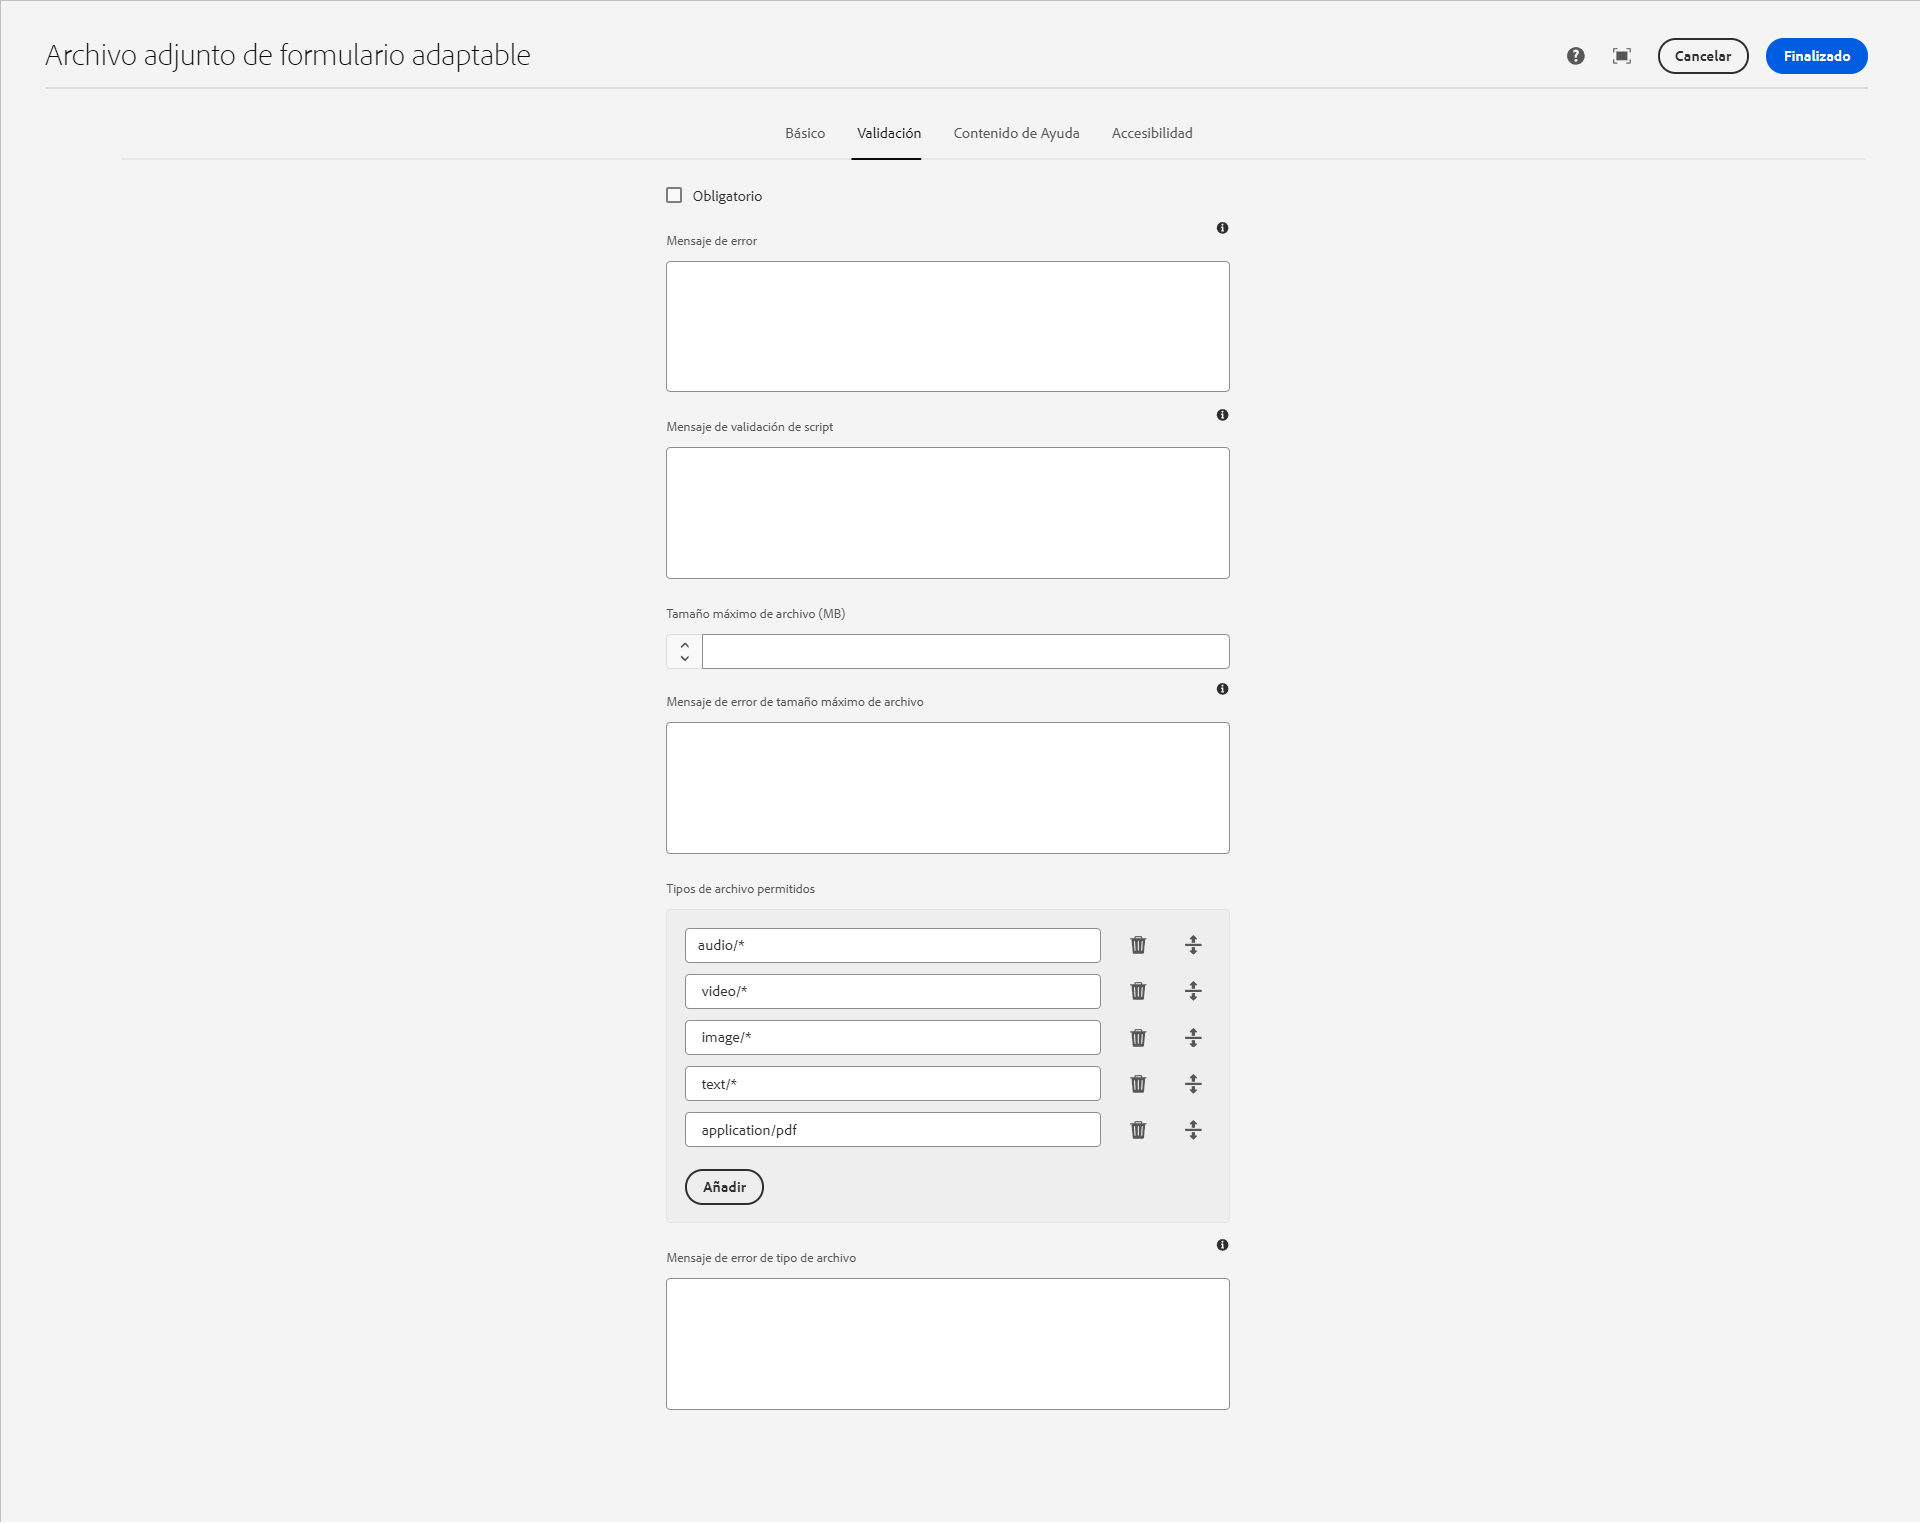 Archivo adjunto de formulario adaptable
Cancelar
Finalizado
Básico
Validación
Contenido de Ayuda
Accesibilidad
Obligatorio
Mensaje de error
Mensaje de validación de script
Tamaño máximo de archivo (MB)
Mensaje de error de tamaño máximo de archivo
Tipos de archivo permitidos
audio/*
video/*
image/*
text/*
application/pdf
Añadir
Mensaje de error de tipo de archivo